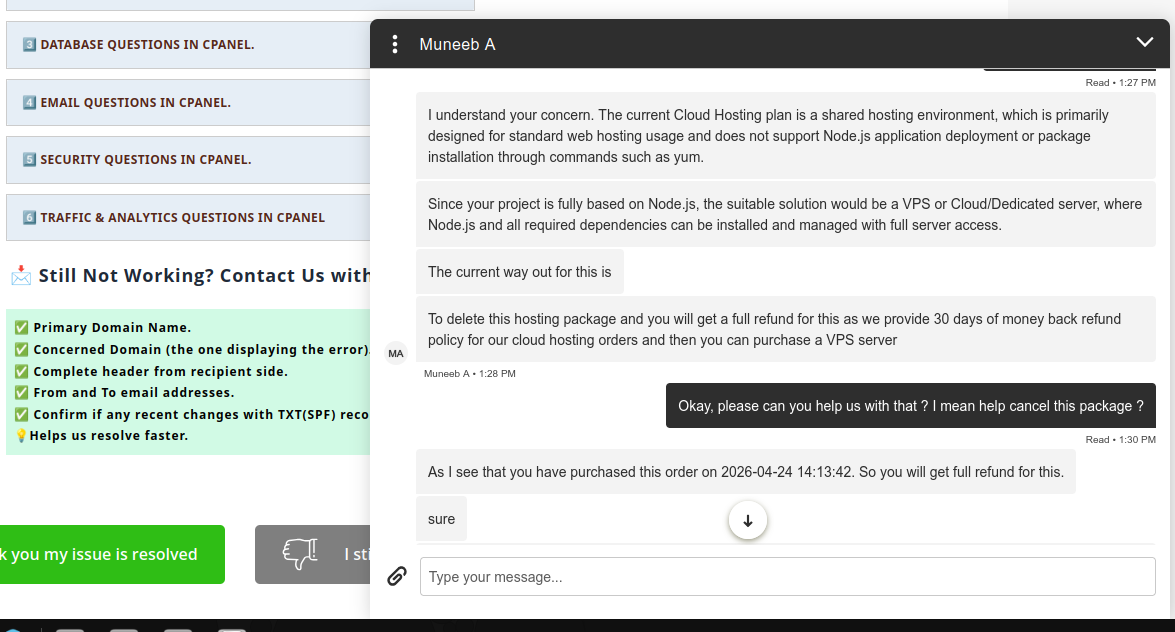 3 DATABASE QUESTIONS IN CPANEL.
4 EMAIL QUESTIONS IN CPANEL.
5 SECURITY QUESTIONS IN CPANEL.
6 TRAFFIC & ANALYTICS QUESTIONS IN CPANEL
📩 Still Not Working? Contact Us with
✅ Primary Domain Name.
✅ Concerned Domain (the one displaying the error).
✅ Complete header from recipient side.
✅ From and To email addresses.
✅ Confirm if any recent changes with TXT(SPF) reco
💡Helps us resolve faster.
k you my issue is resolved
I sti
Muneeb A
Read • 1:27 PM
I understand your concern. The current Cloud Hosting plan is a shared hosting environment, which is primarily
designed for standard web hosting usage and does not support Node.js application deployment or package
installation through commands such as yum.
Since your project is fully based on Node.js, the suitable solution would be a VPS or Cloud/Dedicated server, where
Node.js and all required dependencies can be installed and managed with full server access.
The current way out for this is
To delete this hosting package and you will get a full refund for this as we provide 30 days of money back refund
policy for our cloud hosting orders and then you can purchase a VPS server
MA
Muneeb A • 1:28 PM
Okay, please can you help us with that ? I mean help cancel this package ?
Read • 1:30 PM
As I see that you have purchased this order on 2026-04-24 14:13:42. So you will get full refund for this.
sure
Type your message...